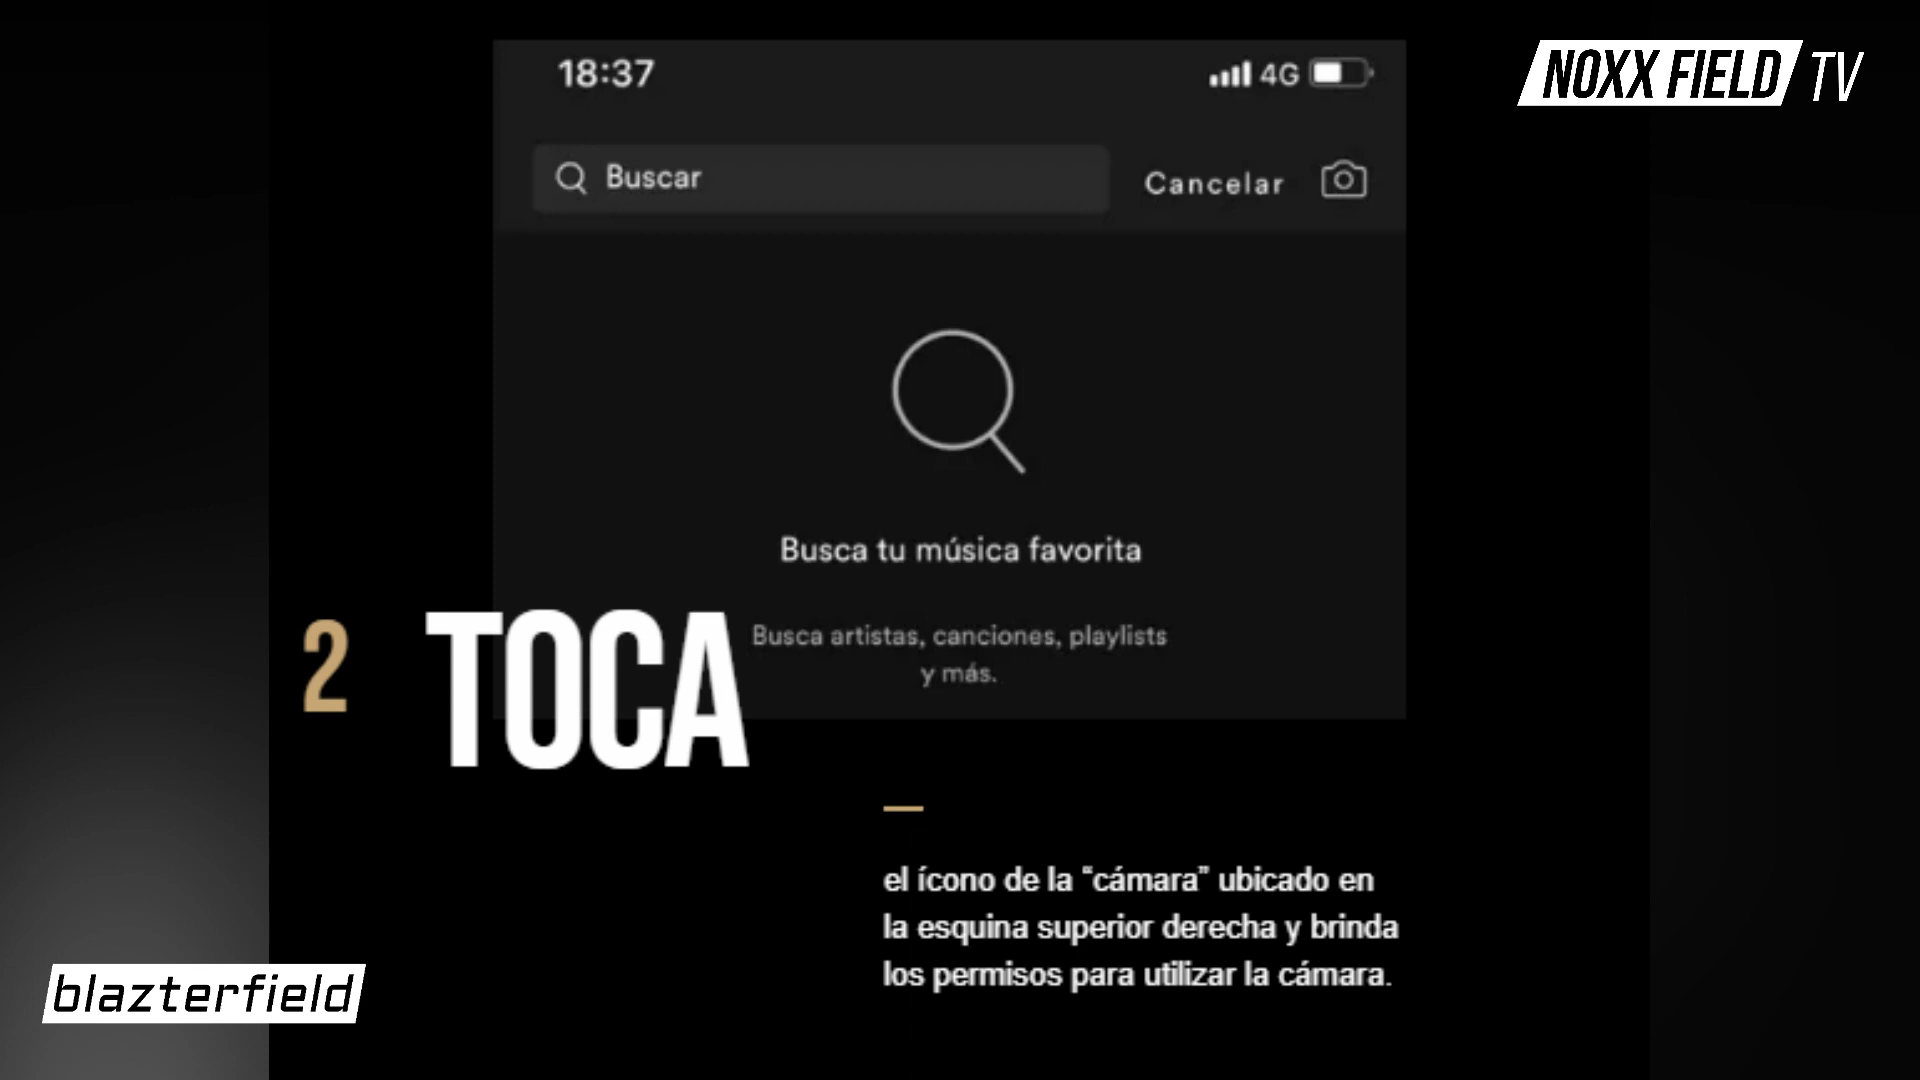 18:37
4G
NOXX FIELD TV
Buscar
Cancelar
Busca tu música favorita
Busca artistas, canciones, playlists
y más.
2
TOCA
el ícono de la “cámara” ubicado en
la esquina superior derecha y brinda
los permisos para utilizar la cámara.
blazterfield